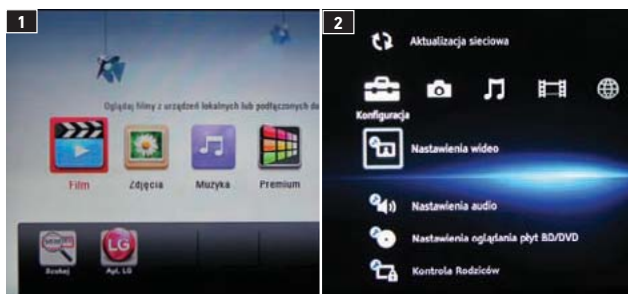 1
Oglądaj filmy z urządzeń lokalnych lub podłączonych do
Film Zdjęcia Muzyka Premium
Szukaj Apl. LG
LG
2
Aktualizacja sieciowa
Konfiguracja
Nastawienia wideo
Nastawienia audio
Nastawienia oglądania płyt BD/DVD
Kontrola Rodziców